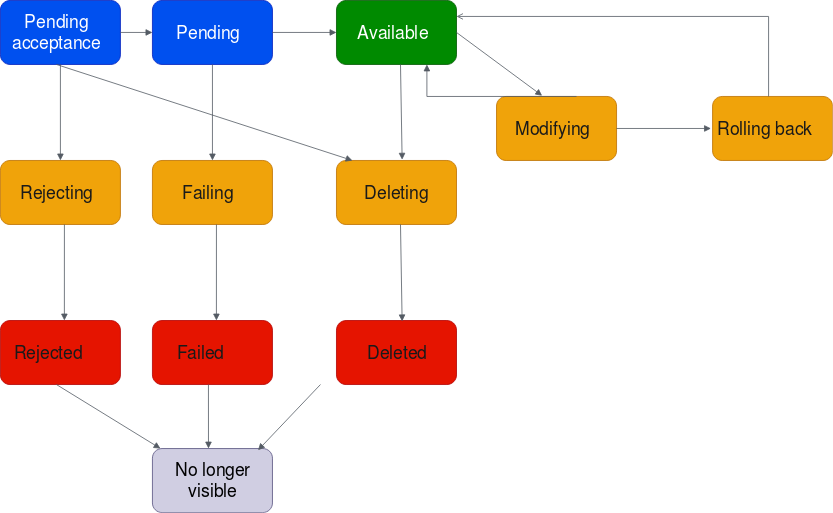 Pending
acceptance
Pending
Available
Modifying
Rolling back
Rejecting
Failing
Deleting
Rejected
Failed
Deleted
No longer
visible